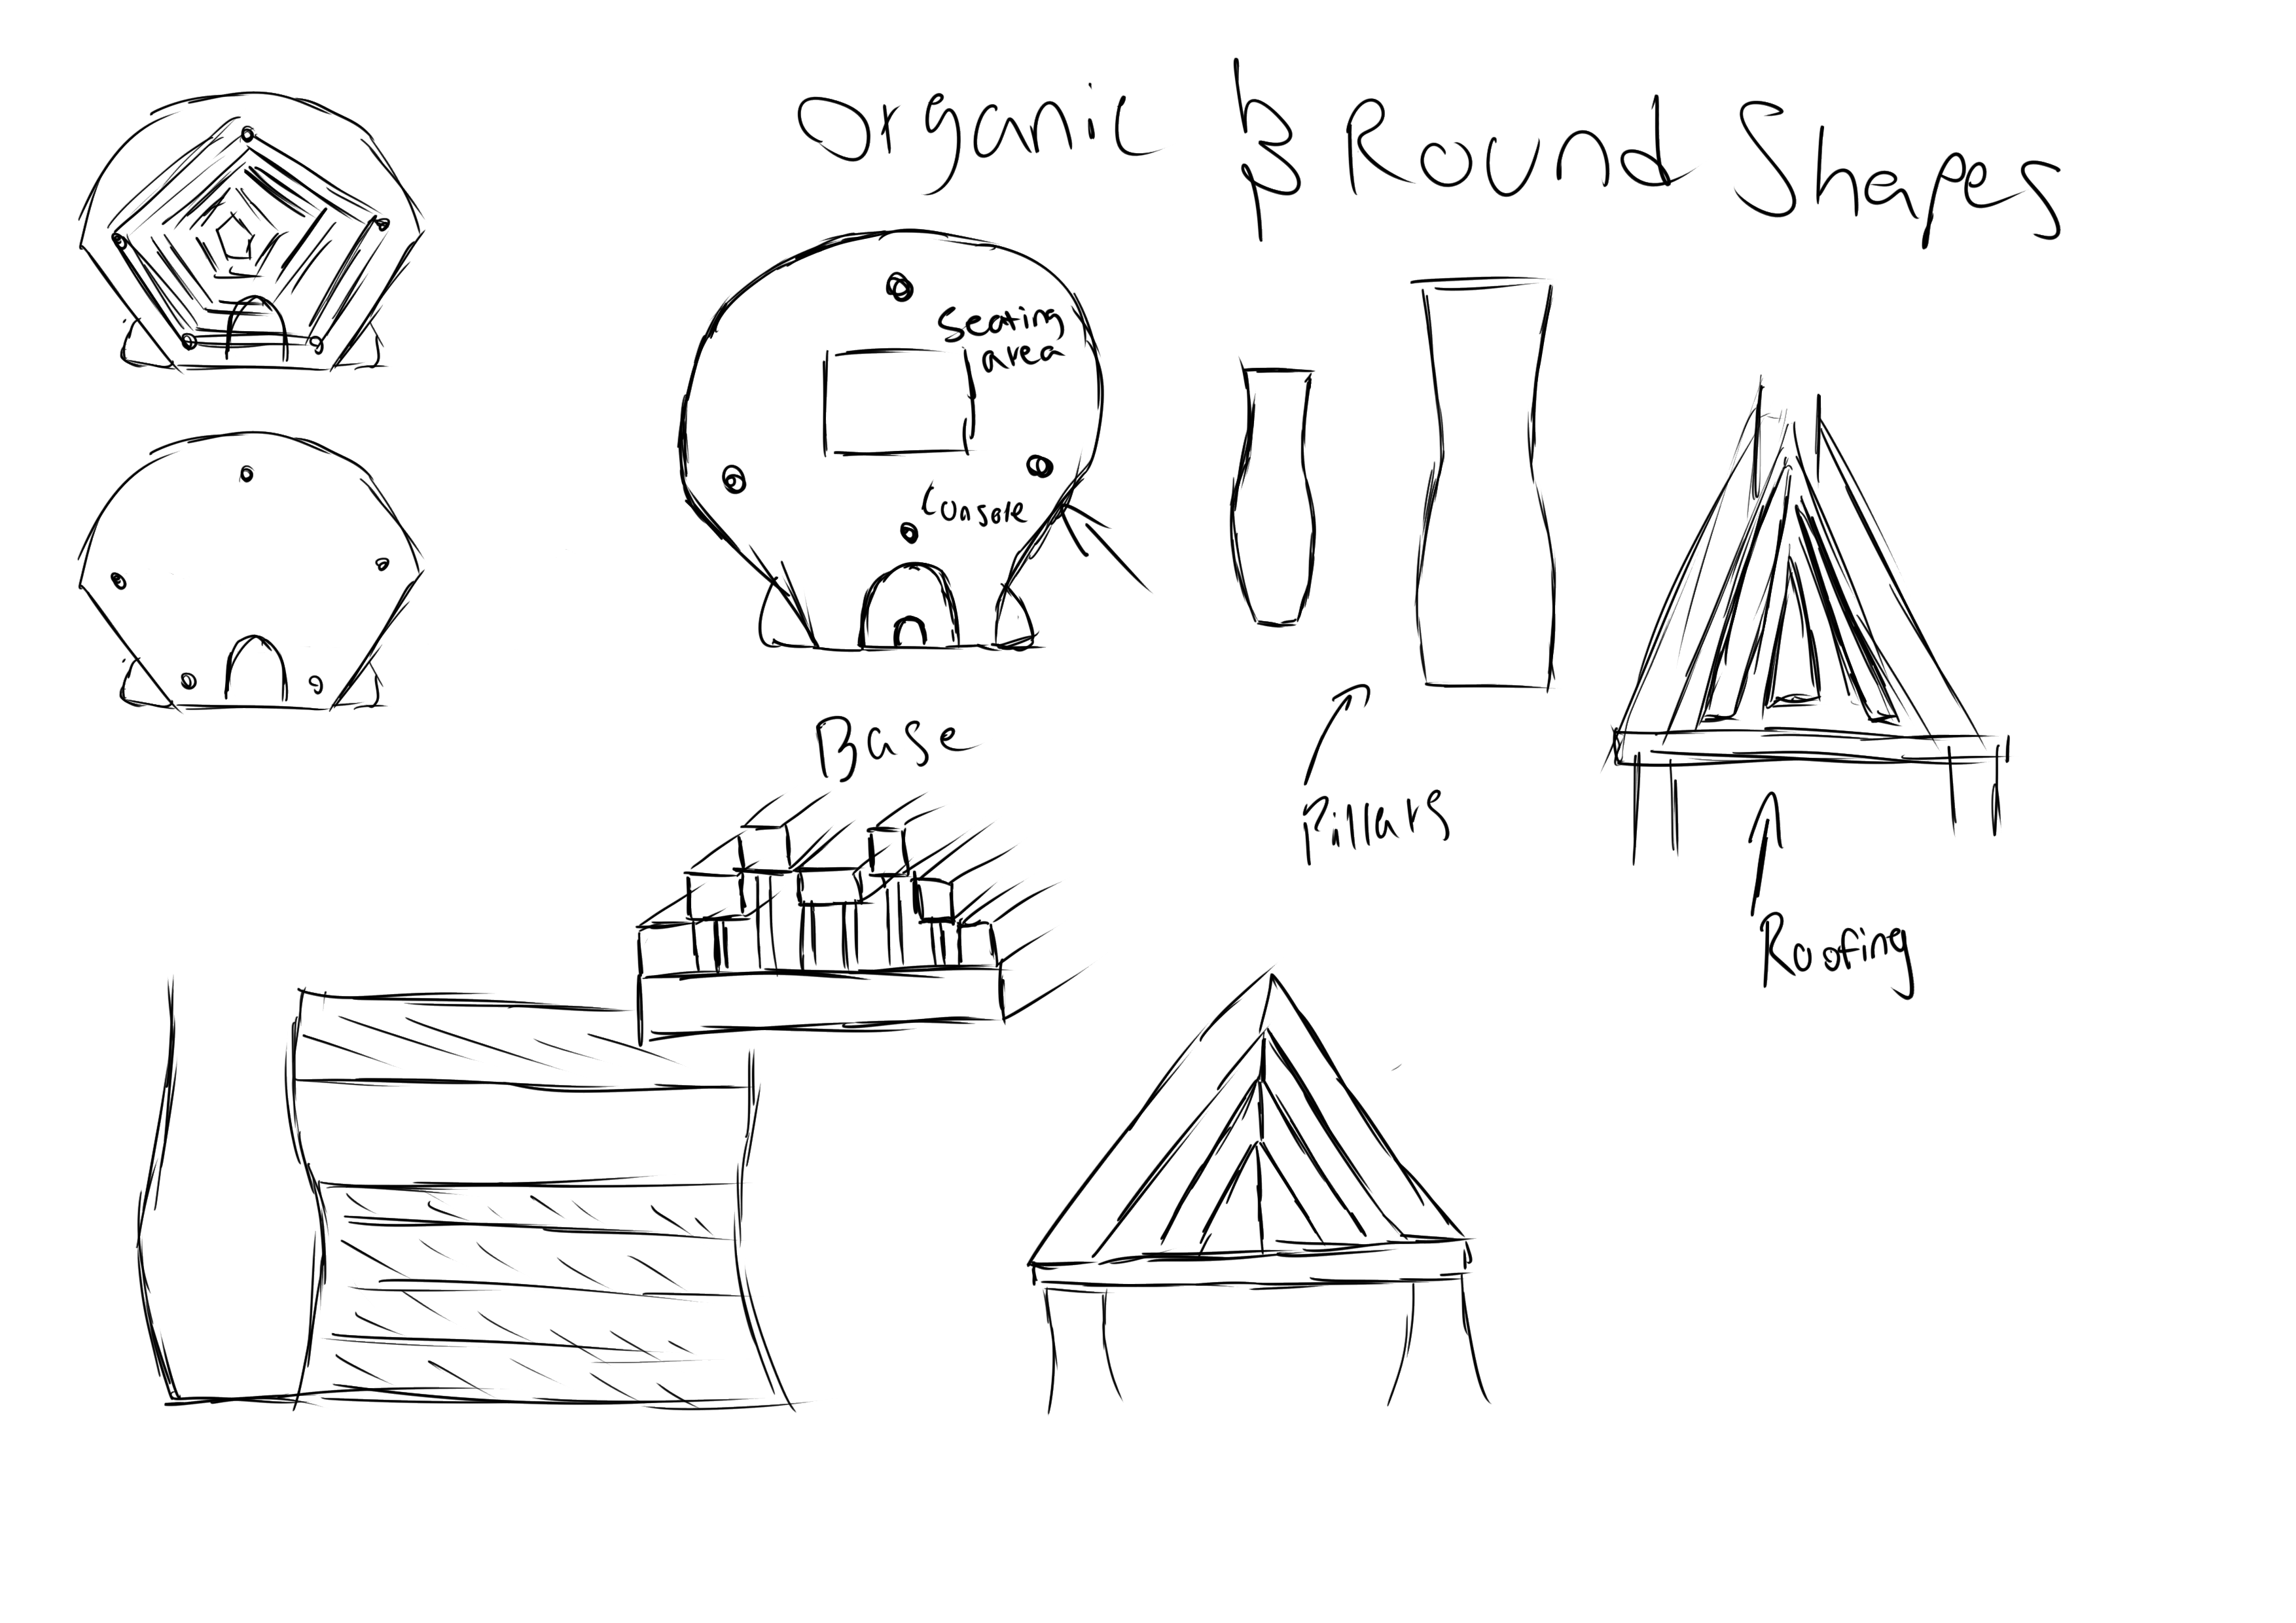 Organic & Round Shapes
Seating
area
Console
Base
Pillars
Roofing